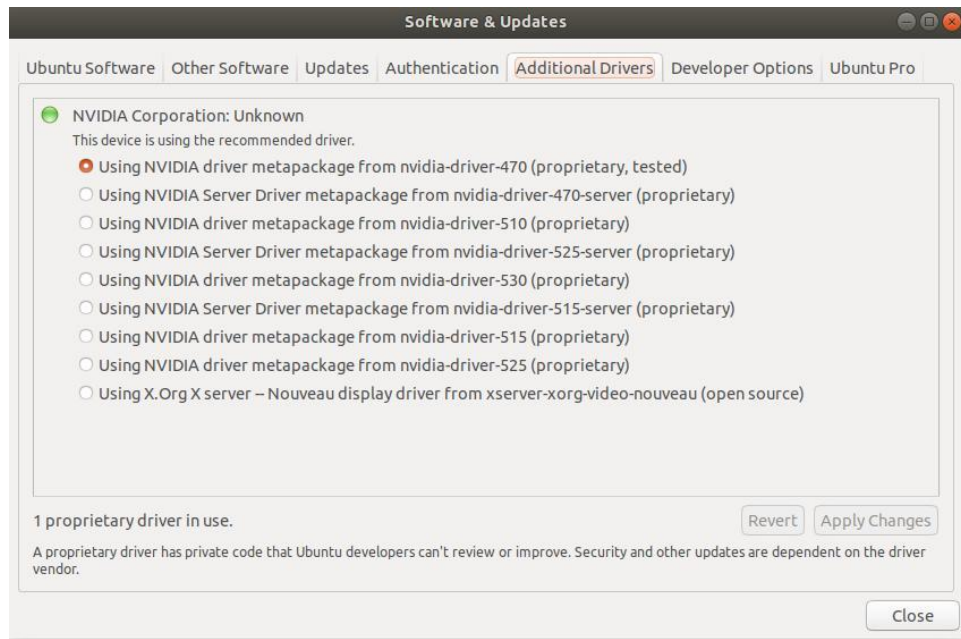 Software & Updates
Ubuntu Software Other Software Updates Authentication Additional Drivers Developer Options Ubuntu Pro
NVIDIA Corporation: Unknown
This device is using the recommended driver.
Using NVIDIA driver metapackage from nvidia-driver-470 (proprietary, tested)
Using NVIDIA Server Driver metapackage from nvidia-driver-470-server (proprietary)
Using NVIDIA driver metapackage from nvidia-driver-510 (proprietary)
Using NVIDIA Server Driver metapackage from nvidia-driver-525-server (proprietary)
Using NVIDIA driver metapackage from nvidia-driver-530 (proprietary)
Using NVIDIA Server Driver metapackage from nvidia-driver-515-server (proprietary)
Using NVIDIA driver metapackage from nvidia-driver-515 (proprietary)
Using NVIDIA driver metapackage from nvidia-driver-525 (proprietary)
Using X.Org X server -- Nouveau display driver from xserver-xorg-video-nouveau (open source)
1 proprietary driver in use.
Revert Apply Changes
A proprietary driver has private code that Ubuntu developers can't review or improve. Security and other updates are dependent on the driver
vendor.
Close